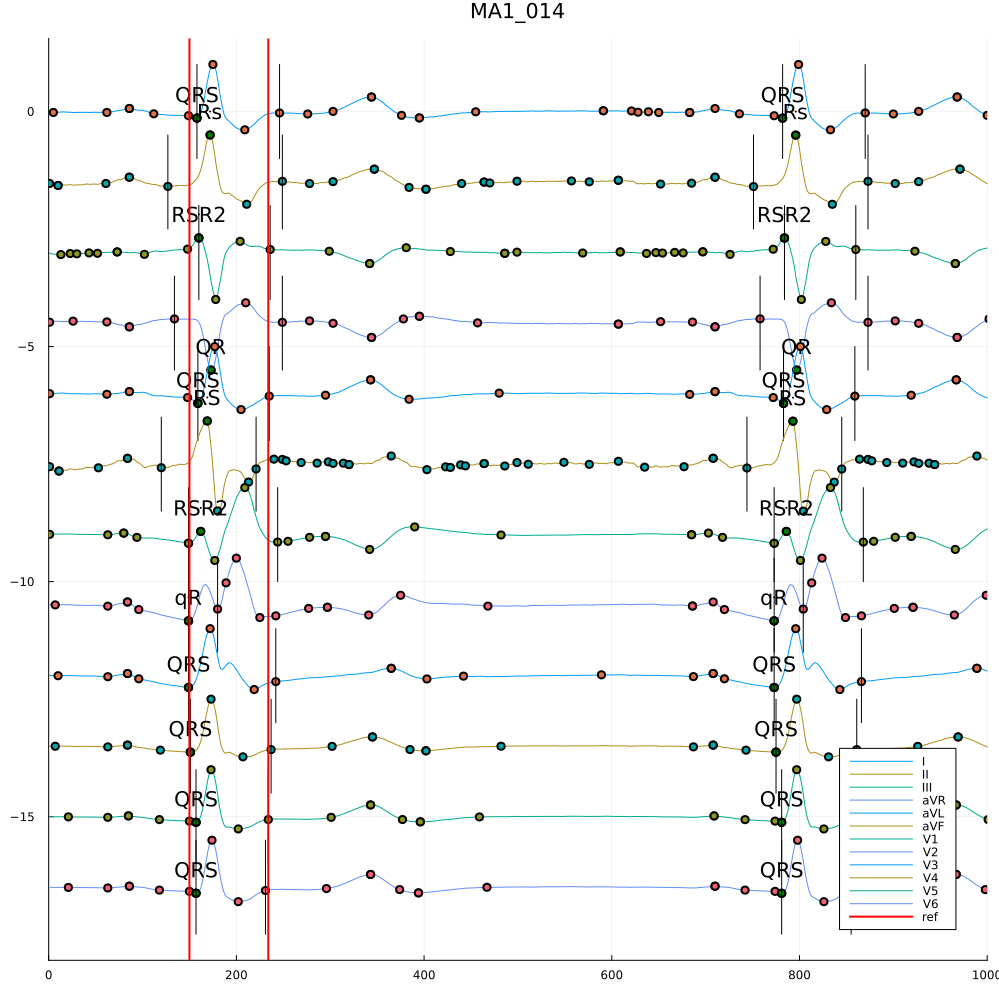 MA1_014
0
QRS
QRS
Rs
Rs
RSR2
RSR2
−5
QR
QR
QRS
QRS
RS
RS
RSR2
RSR2
−10
qR
qR
QRS
QRS
QRS
QRS
I
II
III
aVR
aVL
aVF
V1
V2
V3
V4
V5
V6
ref
−15
QRS
QRS
QRS
QRS
0
200
400
600
800
1000